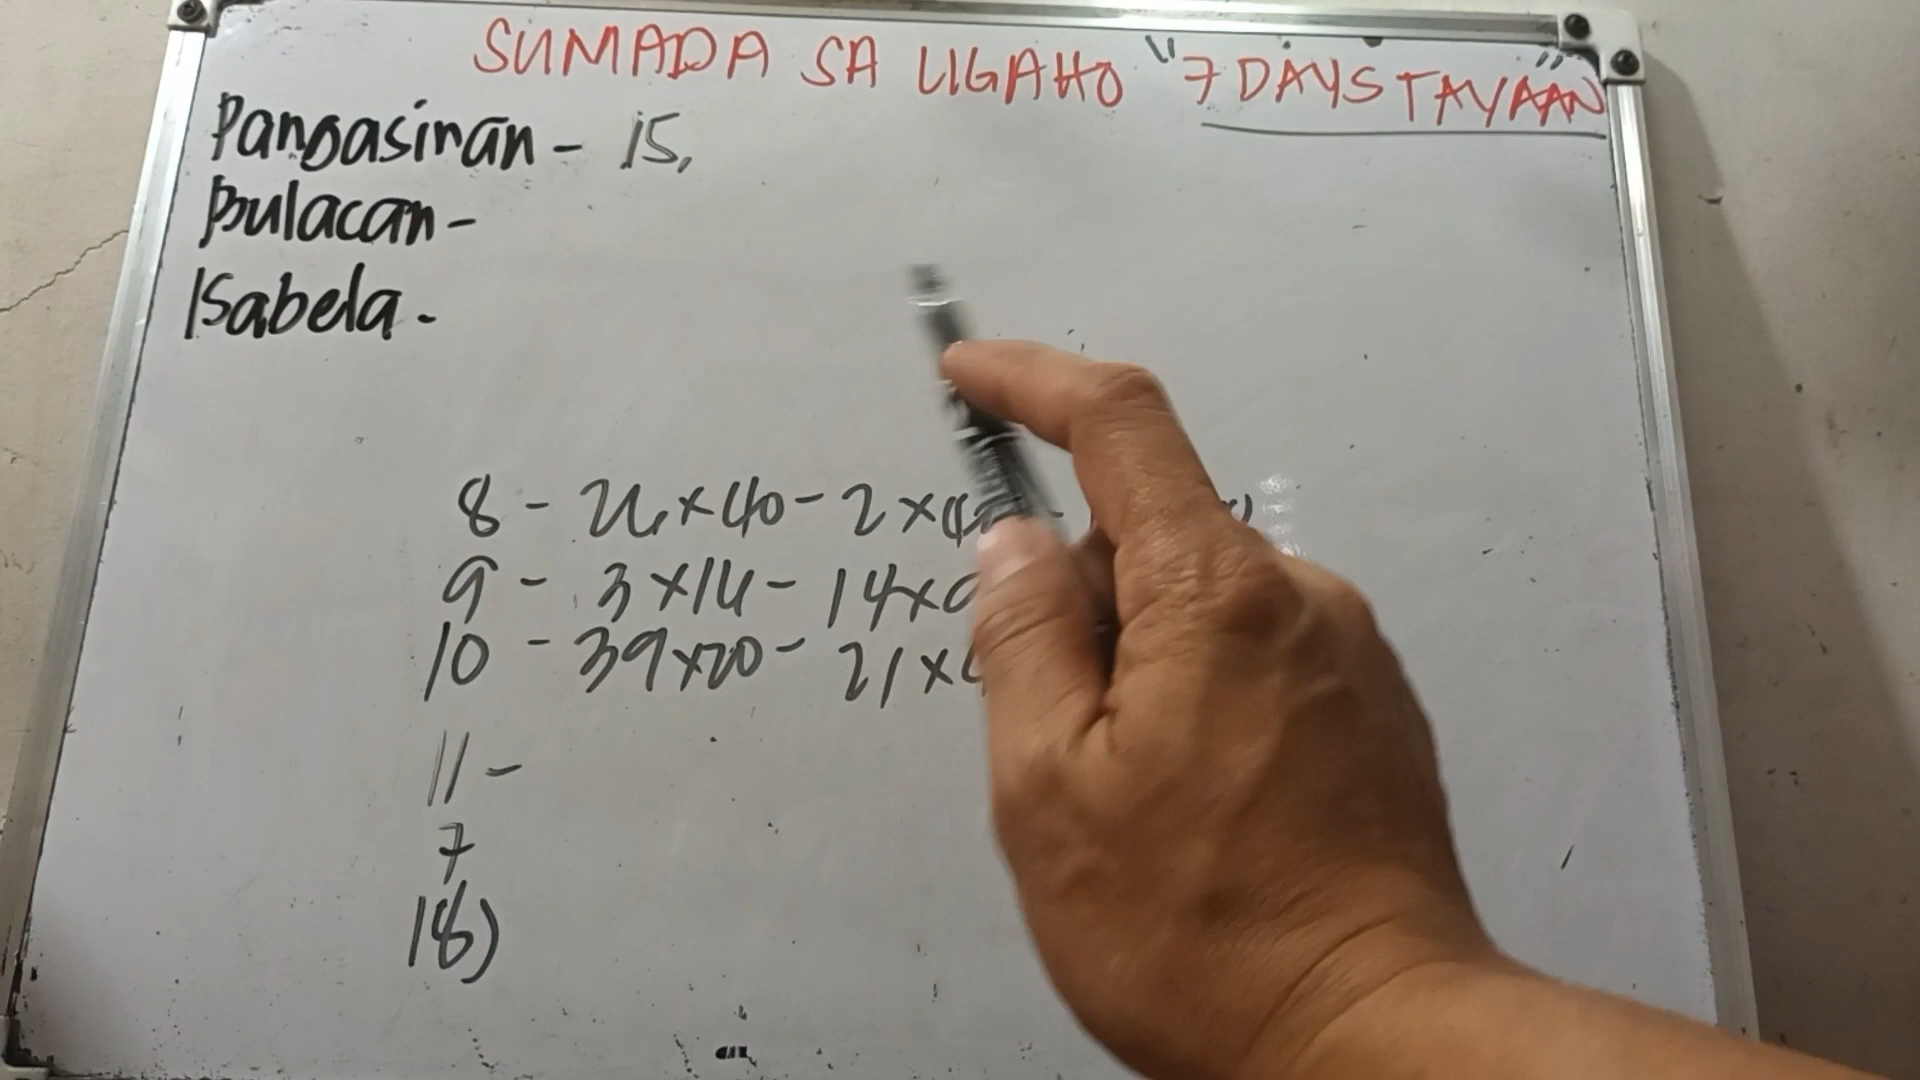 SUMADA SA LIGAHO "7 DAYS TAYAAN"
Pangasinan - 15,
Bulacan -
Isabela -
8 - 26 x 40 - 2 x
9 - 3 x 14 - 14 x
10 - 39 x 20 - 21 x
11 -
7
18)